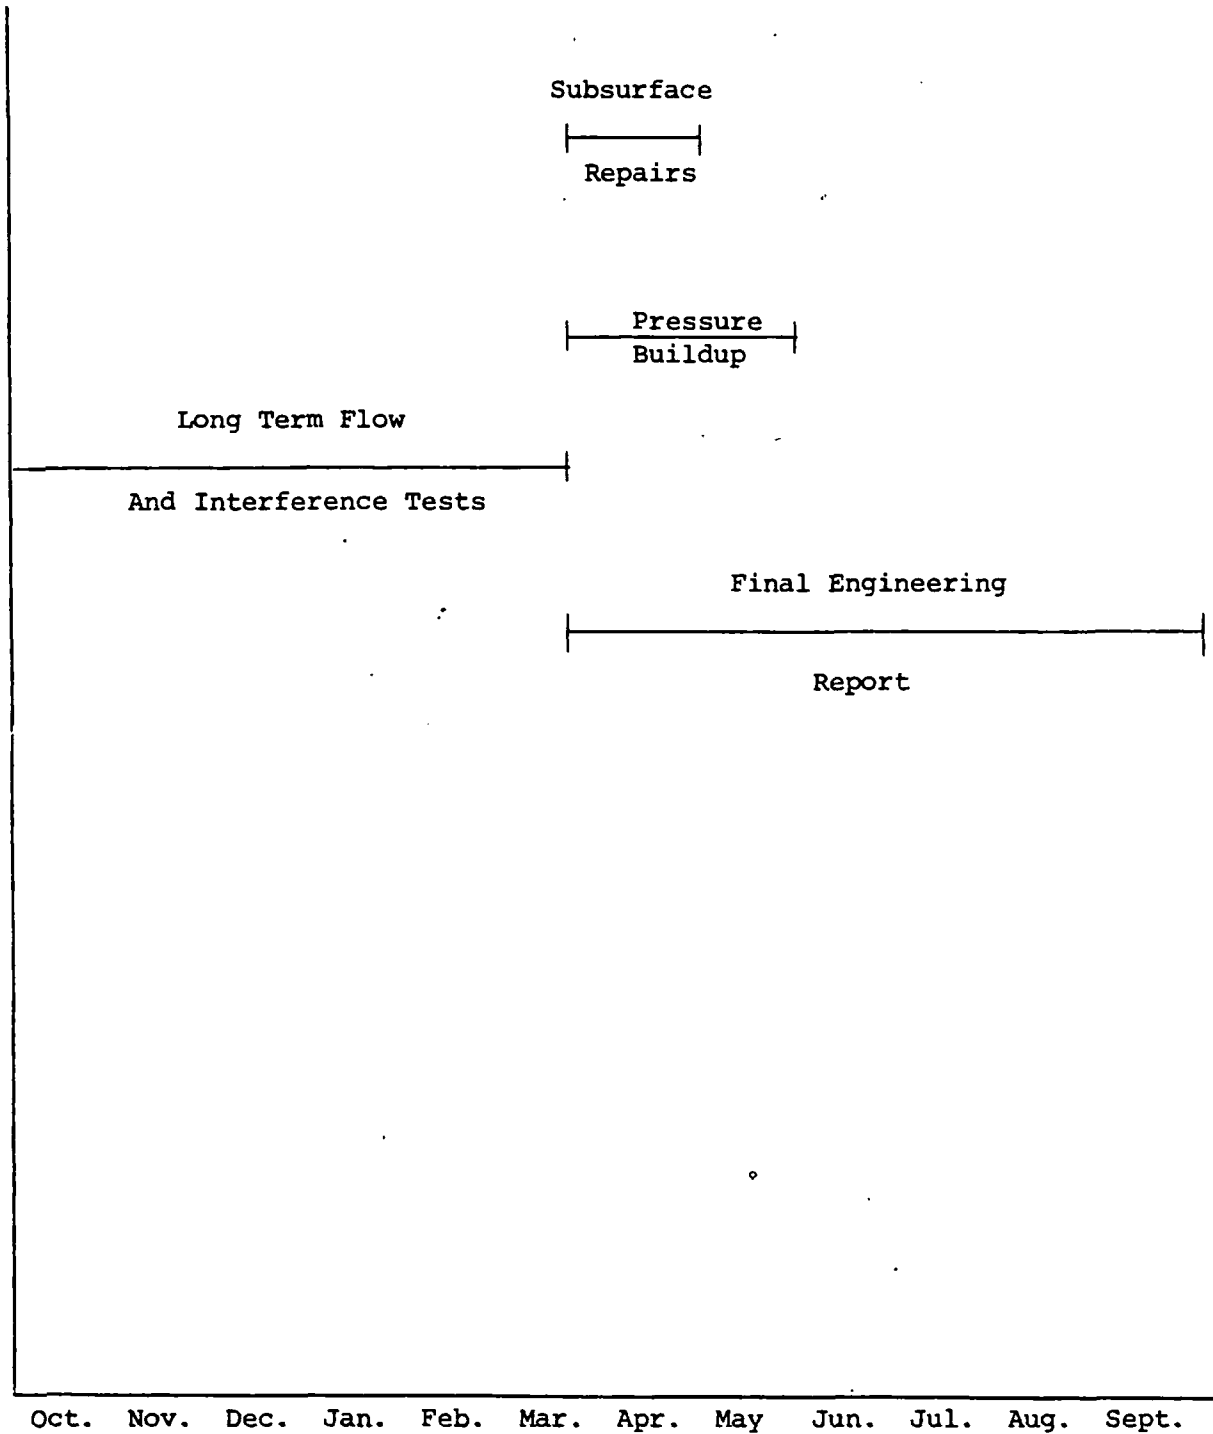 Subsurface
Repairs
Pressure
Buildup
Long Term Flow
And Interference Tests
Final Engineering
Report
Oct. Nov. Dec. Jan. Feb. Mar. Apr. May Jun. Jul. Aug. Sept.